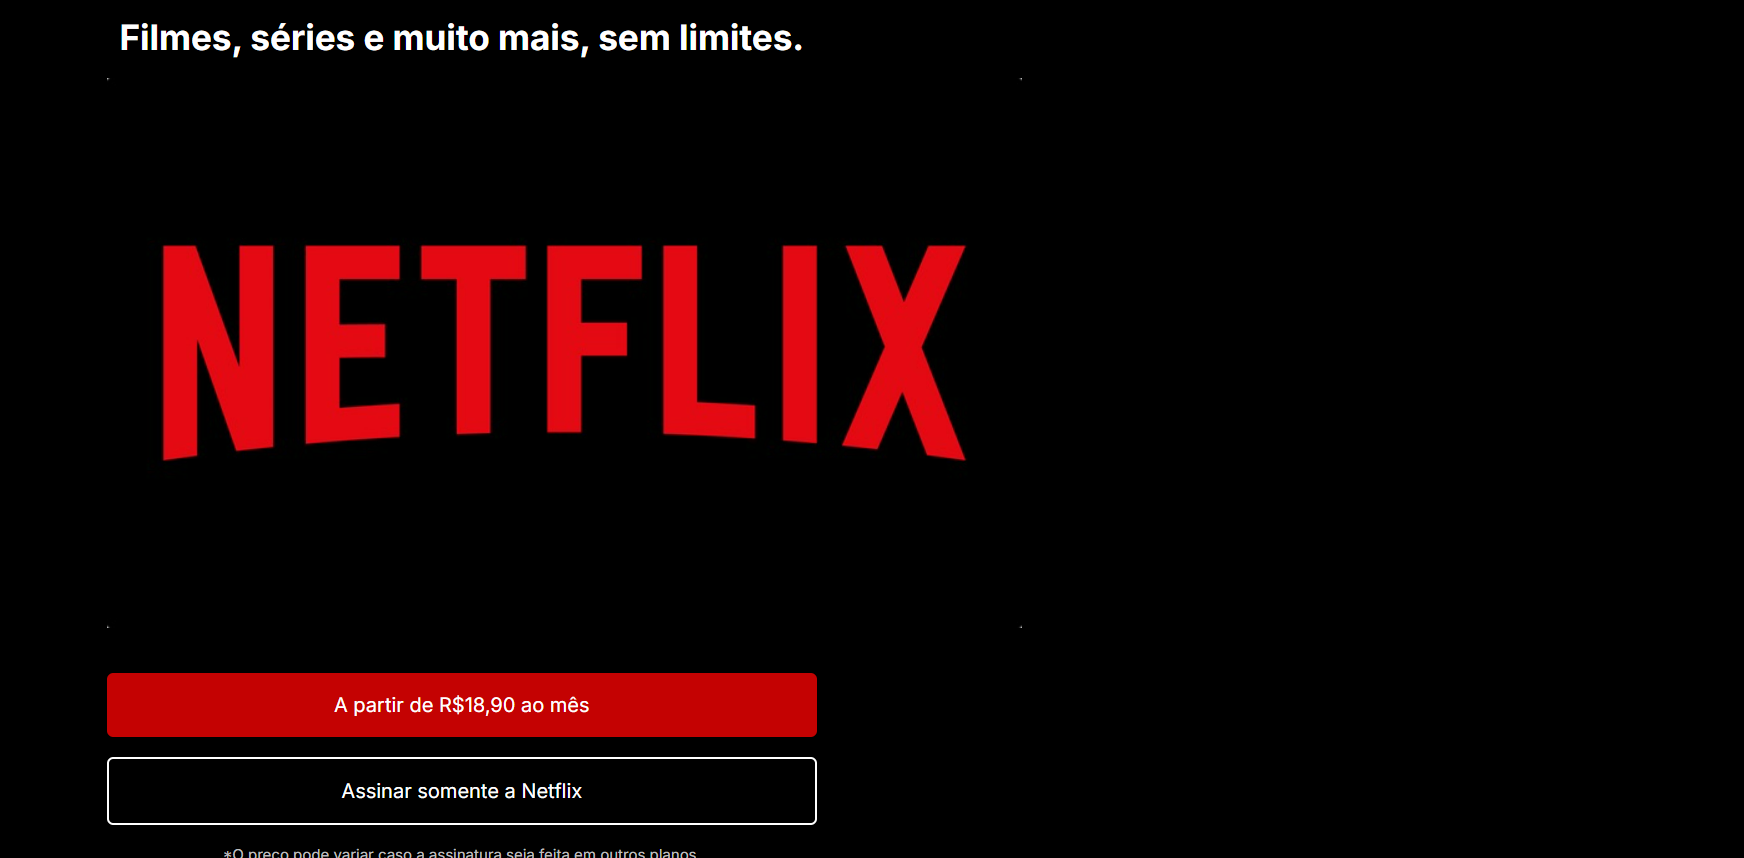 Filmes, séries e muito mais, sem limites.
NETFLIX
A partir de R$18,90 ao mês
Assinar somente a Netflix
*O preço pode variar caso a assinatura seja feita em outros planos.